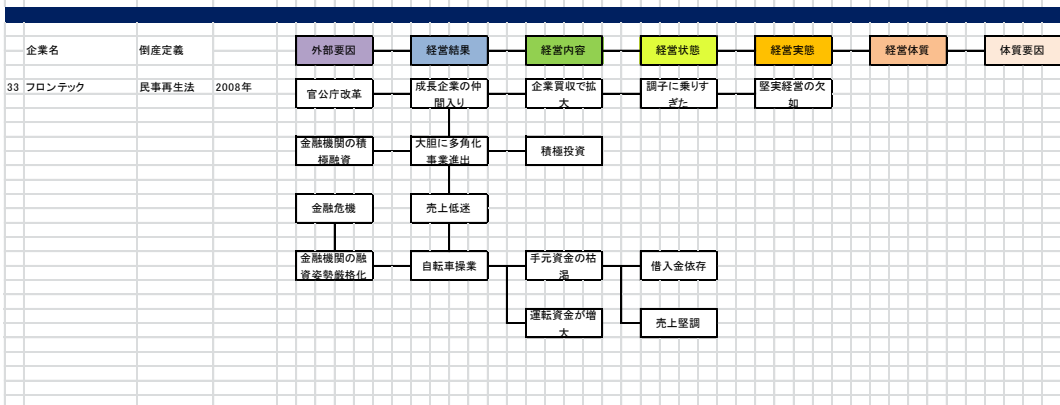 企業名 倒産定義 外部要因 経営結果 経営内容 経営状態 経営実態 経営体質 体質要因
33 フロンテック 民事再生法 2008年
官公庁改革
成長企業の仲
間入り
企業買収で拡
大
調子に乗りす
ぎた
堅実経営の欠
如
金融機関の積
極融資
大胆に多角化
事業進出
積極投資
金融危機
売上低迷
金融機関の融
資姿勢厳格化
自転車操業
手元資金の枯
渇
借入金依存
運転資金が増
大
売上堅調